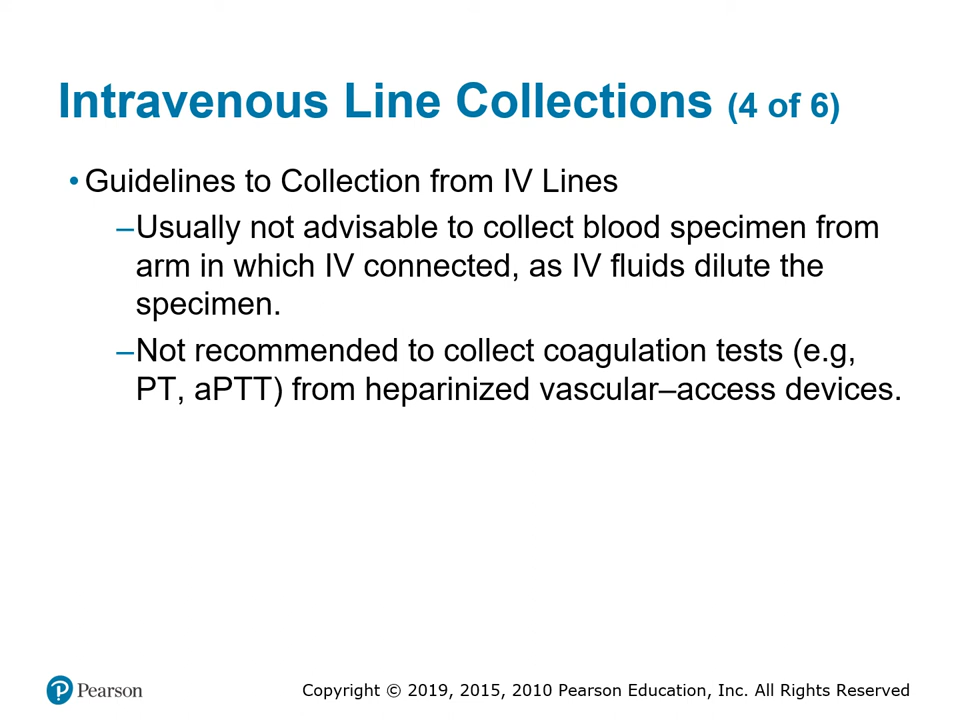 Intravenous Line Collections (4 of 6)
• Guidelines to Collection from IV Lines
–Usually not advisable to collect blood specimen from
arm in which IV connected, as IV fluids dilute the
specimen.
–Not recommended to collect coagulation tests (e.g,
PT, aPTT) from heparinized vascular–access devices.
Pearson
Copyright © 2019, 2015, 2010 Pearson Education, Inc. All Rights Reserved